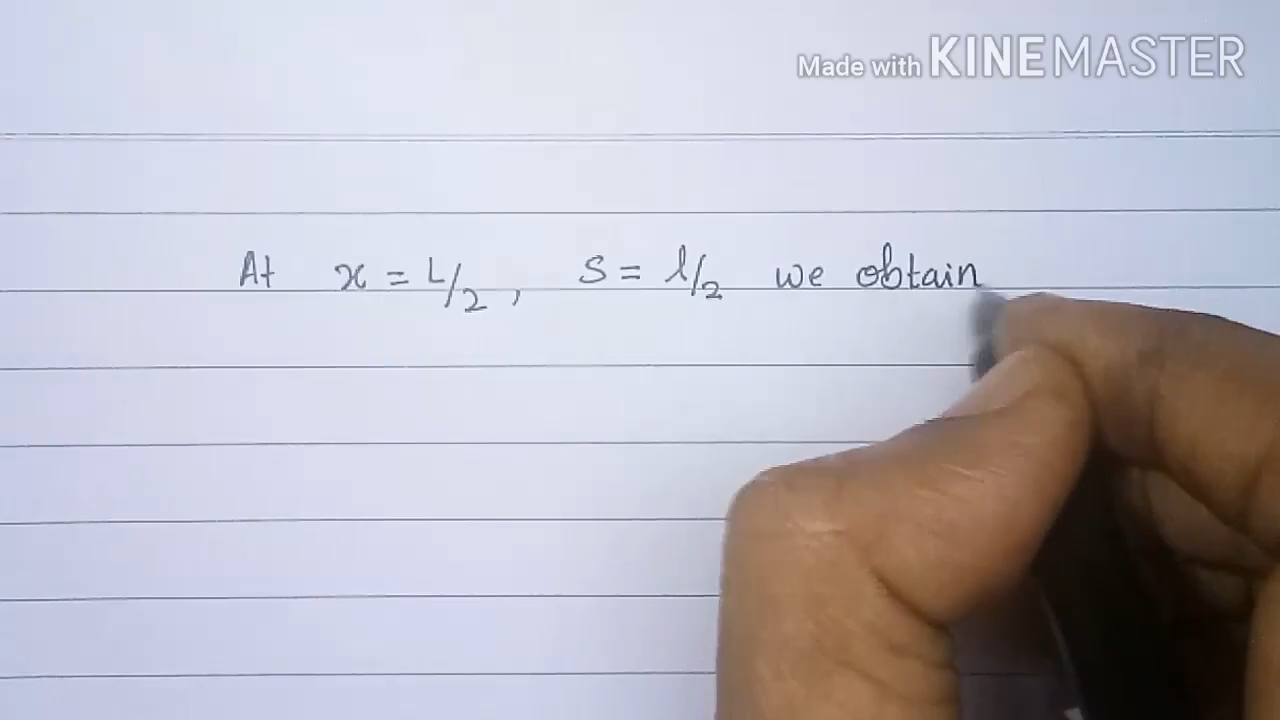 Made with KINEMASTER
At x = L/2, S = l/2 we obtain